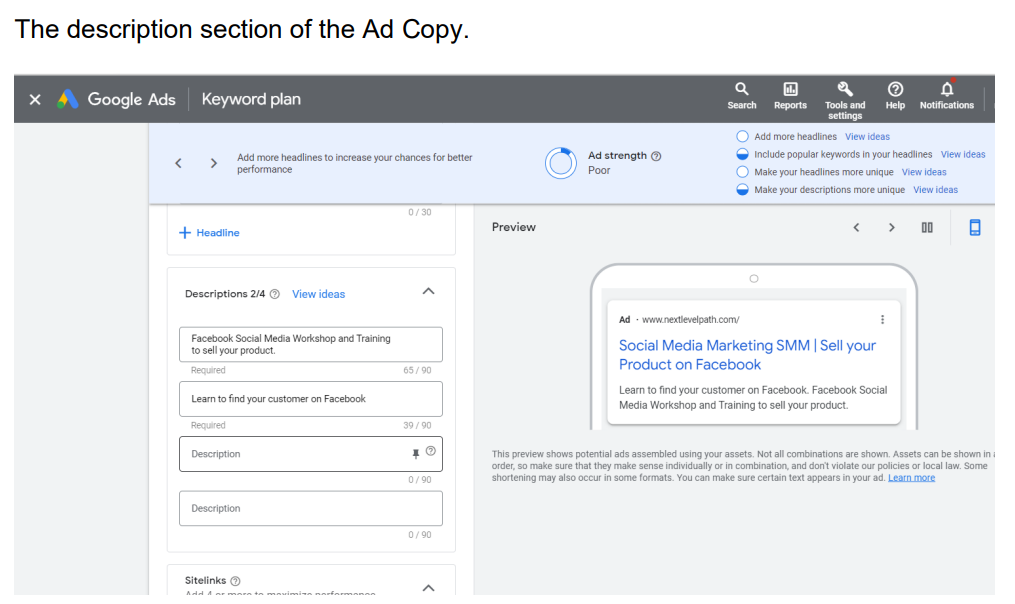 The description section of the Ad Copy.
Google Ads
Keyword plan
Search
Reports
Tools and
settings
Help
Notifications
Add more headlines to increase your chances for better
performance
Ad strength
Poor
Add more headlines View ideas
Include popular keywords in your headlines View ideas
Make your headlines more unique View ideas
Make your descriptions more unique View ideas
0 / 30
+ Headline
Descriptions 2/4 View ideas
Facebook Social Media Workshop and Training
to sell your product.
Required 65 / 90
Learn to find your customer on Facebook
Required 39 / 90
Description
0 / 90
Description
0 / 90
Sitelinks
Add 4 or more to maximize performance
Preview
Ad · www.nextlevelpath.com/
Social Media Marketing SMM | Sell your
Product on Facebook
Learn to find your customer on Facebook. Facebook Social
Media Workshop and Training to sell your product.
This preview shows potential ads assembled using your assets. Not all combinations are shown. Assets can be shown in
order, so make sure that they make sense individually or in combination, and don't violate our policies or local law. Some
shortening may also occur in some formats. You can make sure certain text appears in your ad. Learn more